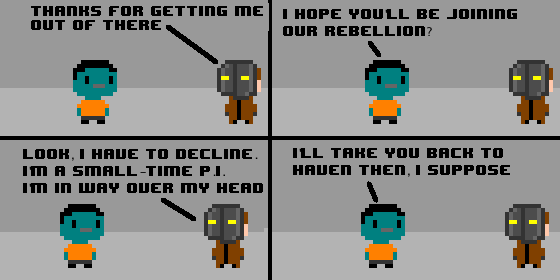 THANKS FOR GETTING ME
OUT OF THERE
I HOPE YOU'LL BE JOINING
OUR REBELLION?
LOOK, I HAVE TO DECLINE.
I'M A SMALL-TIME P.I.
I'M IN WAY OVER MY HEAD
I'LL TAKE YOU BACK TO
HAVEN THEN, I SUPPOSE